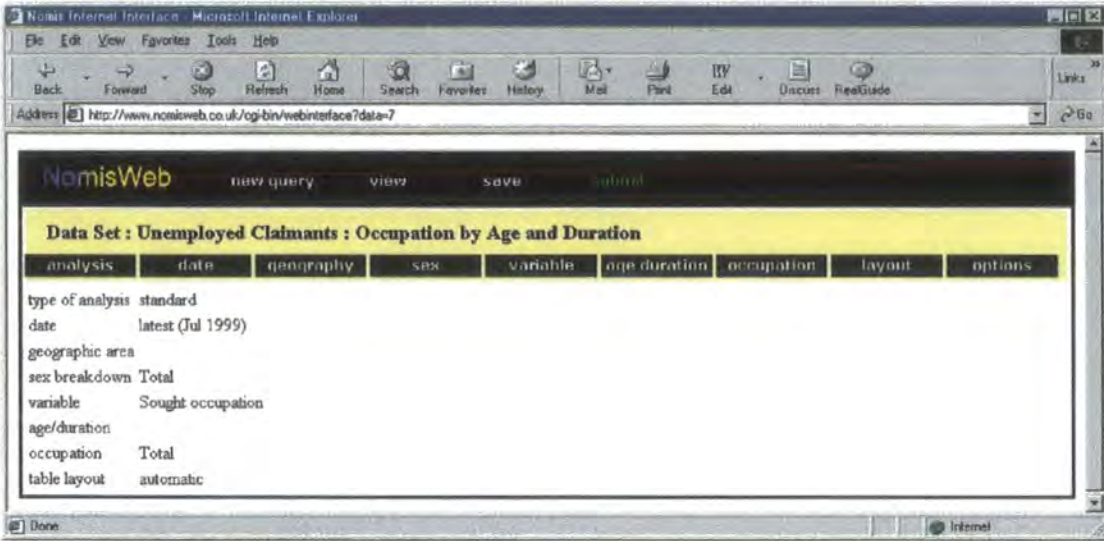 Nomis Internet Interface - Microsoft Internet Explorer
File Edit View Favorites Tools Help
Back Forward Stop Refresh Home Search Favorites History Mail Print Edit Discuss RealGuide Links
Address http://www.nomisweb.co.uk/cgi-bin/webinterface?data=7 Go
NomisWeb new query view save submit
Data Set : Unemployed Claimants : Occupation by Age and Duration
analysis date geography sex variable age duration occupation layout options
type of analysis standard
date latest (Jul 1999)
geographic area
sex breakdown Total
variable Sought occupation
age/duration
occupation Total
table layout automatic
Done Internet